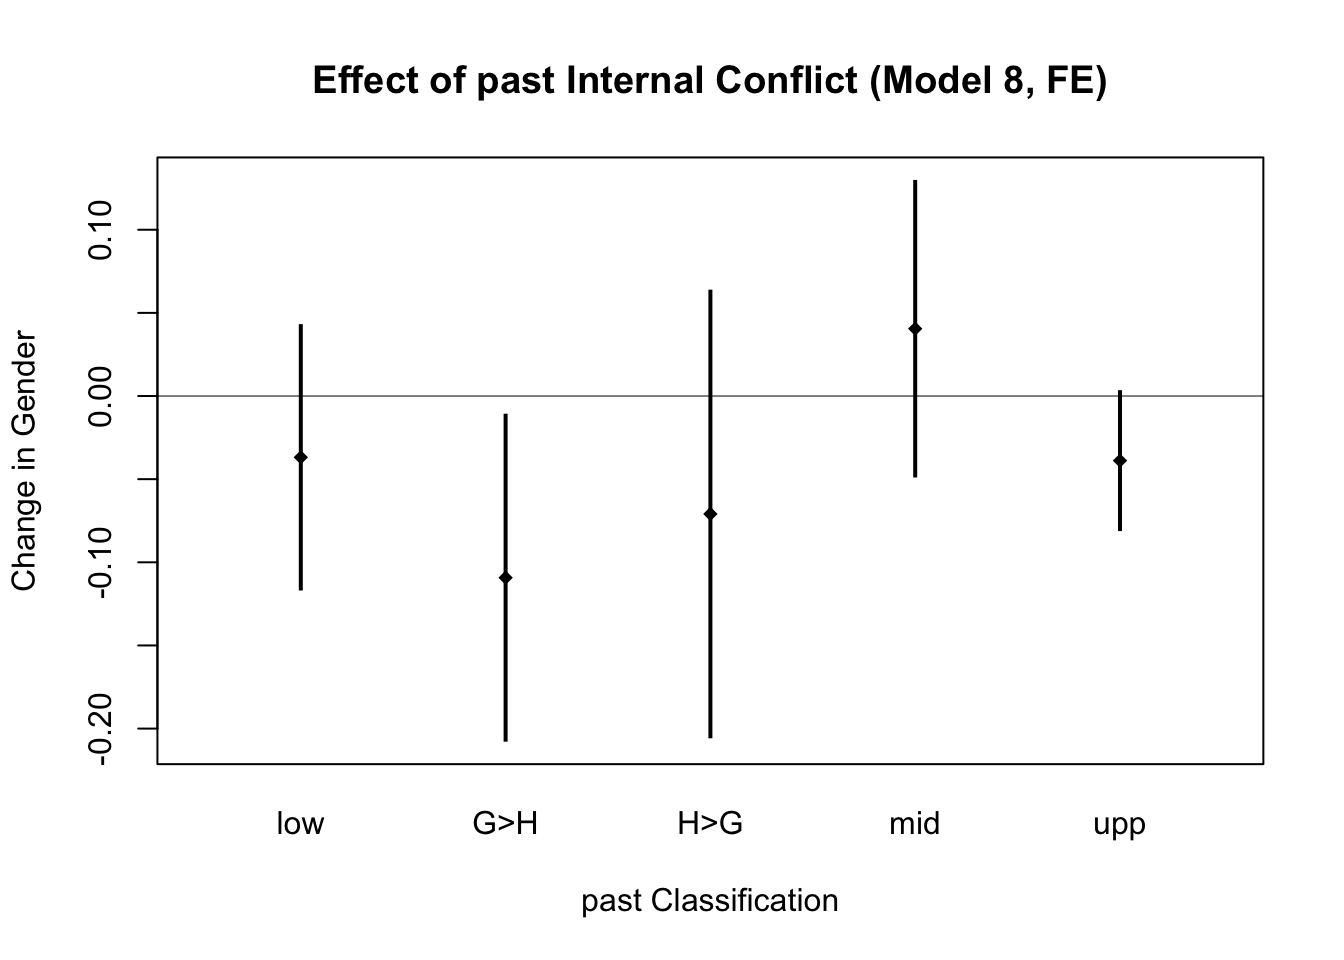 Effect of past Internal Conflict (Model 8, FE)
Change in Gender
0.10
0.00
-0.10
-0.20
low G>H H>G mid upp
past Classification